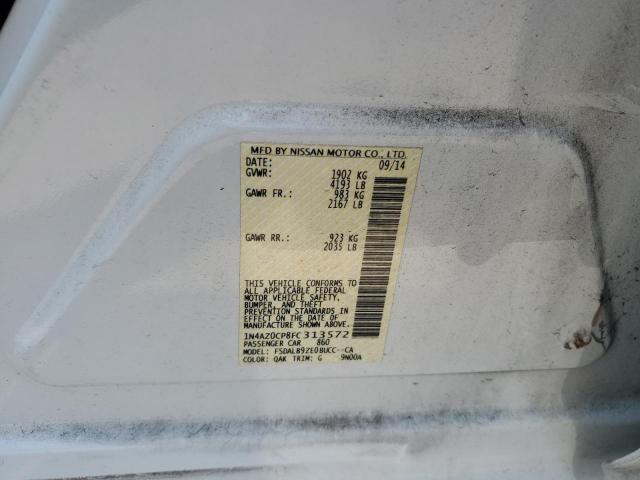 MFD BY NISSAN MOTOR CO., LTD.
DATE: 09/14
GVWR: 1902 KG
4193 LB
GAWR FR.: 983 KG
2167 LB
GAWR RR.: 923 KG
2035 LB
THIS VEHICLE CONFORMS TO
ALL APPLICABLE FEDERAL
MOTOR VEHICLE SAFETY,
BUMPER, AND THEFT
PREVENTION STANDARDS
IN EFFECT ON THE DATE OF
MANUFACTURE SHOWN ABOVE.
1N4AZ0CP8FC313572
PASSENGER CAR 860
F5DALB9ZE0BUCC--CA
COLOR: QAK TRIM: G 9N00A